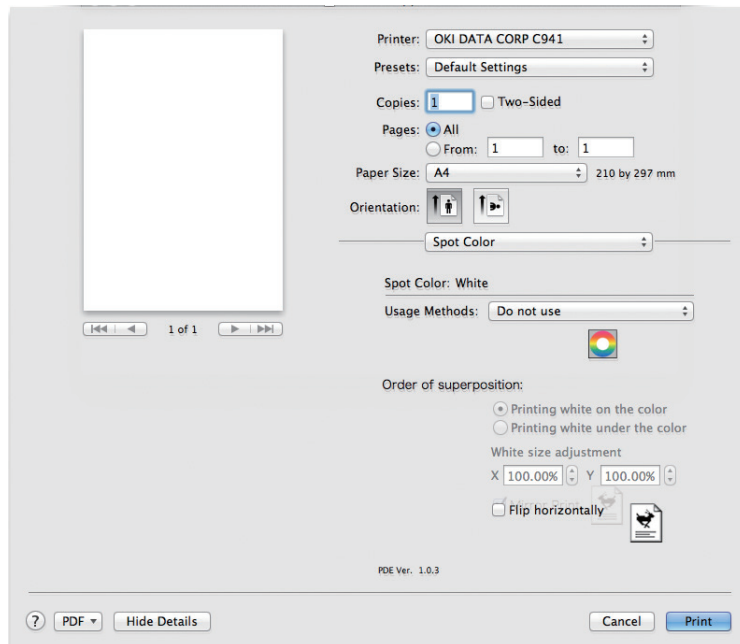 Printer: OKI DATA CORP C941
Presets: Default Settings
Copies: 1 Two-Sided
Pages: All
From: 1 to: 1
Paper Size: A4 210 by 297 mm
Orientation:
Spot Color
Spot Color: White
Usage Methods: Do not use
1 of 1
Order of superposition:
Printing white on the color
Printing white under the color
White size adjustment
X 100.00% Y 100.00%
Flip horizontally
PDE Ver. 1.0.3
? PDF Hide Details Cancel Print